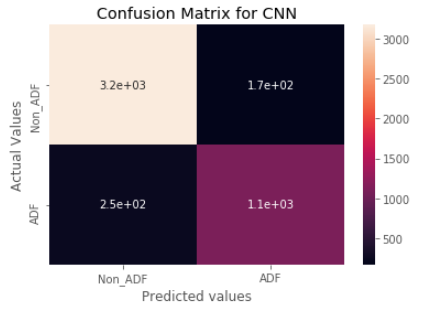 Confusion Matrix for CNN
Actual Values
Non_ADF
ADF
3.2e+03
1.7e+02
2.5e+02
1.1e+03
Non_ADF
ADF
Predicted values
3000
2500
2000
1500
1000
500